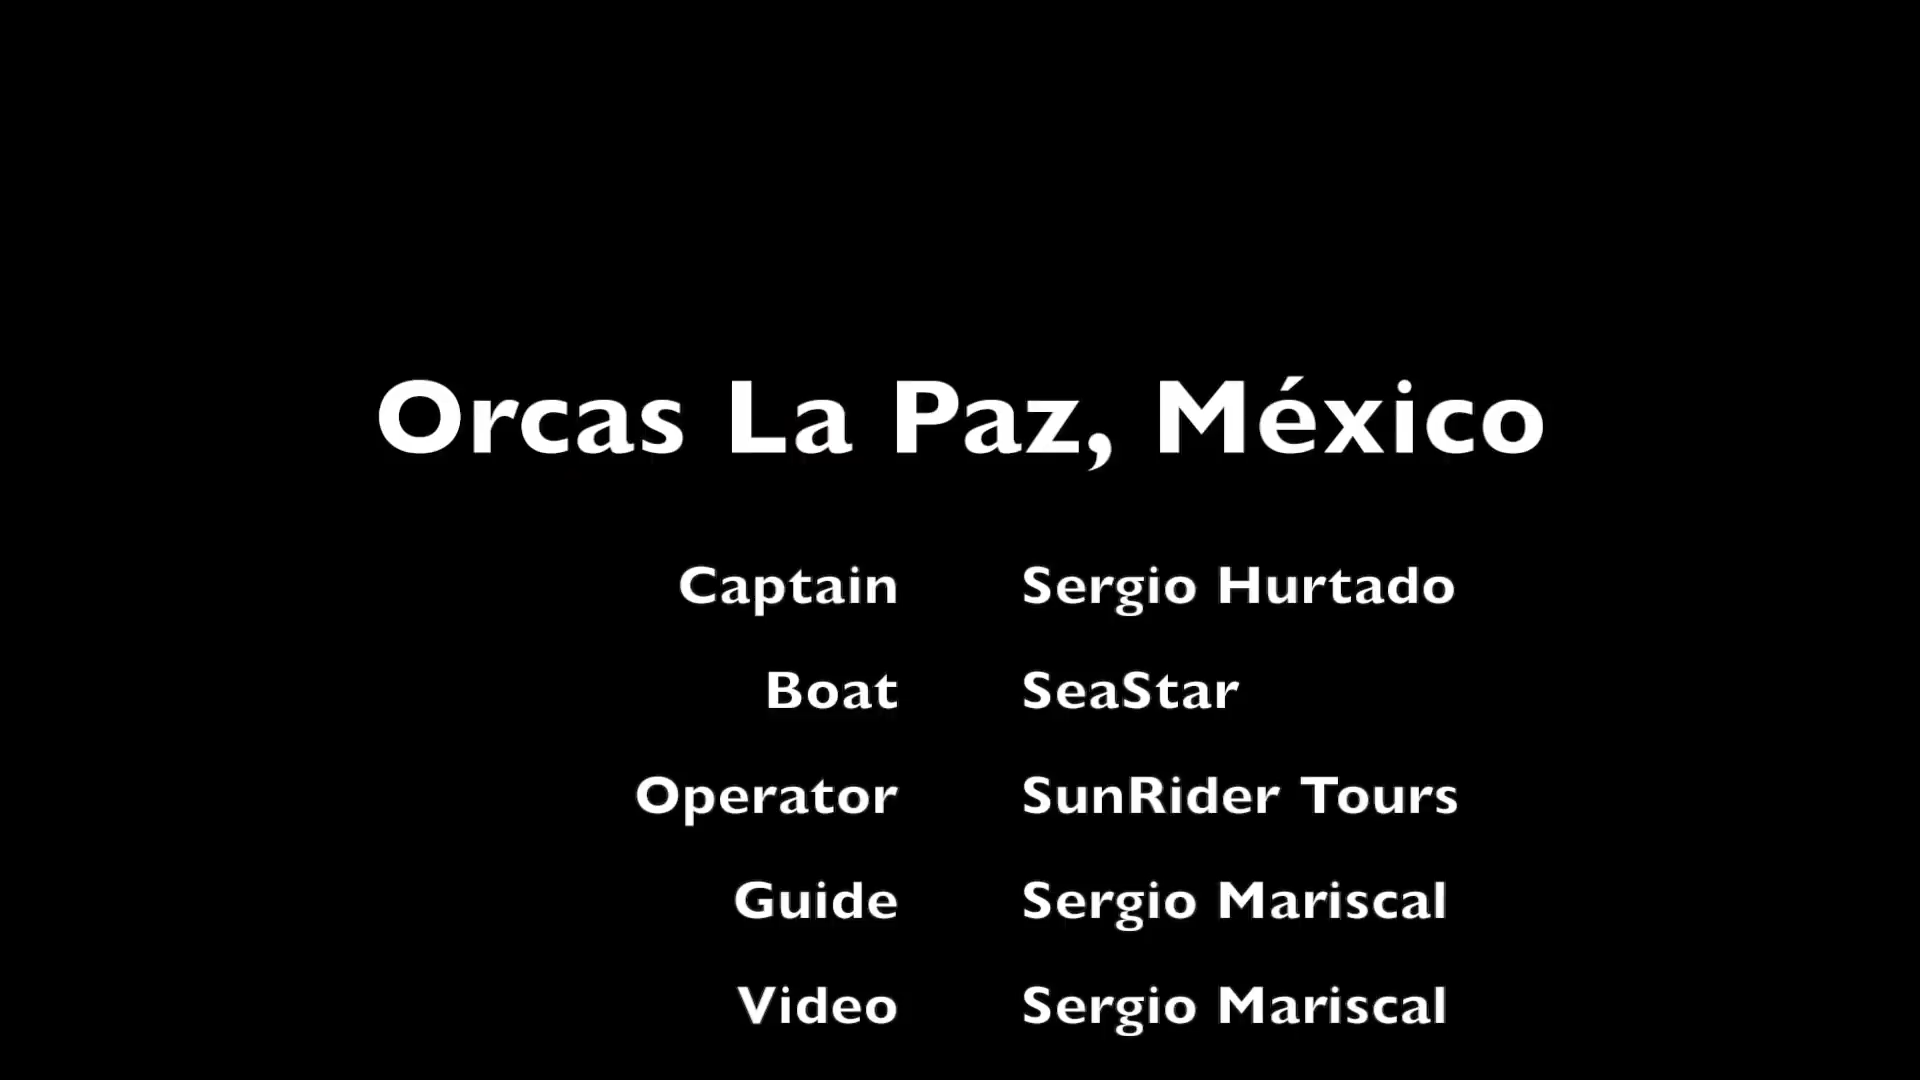 Orcas La Paz, México
Captain Sergio Hurtado
Boat SeaStar
Operator SunRider Tours
Guide Sergio Mariscal
Video Sergio Mariscal